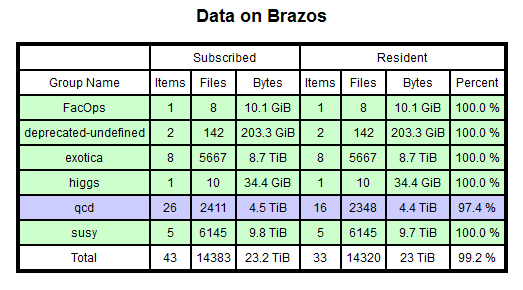 Data on Brazos
Subscribed Resident
Group Name Items Files Bytes Items Files Bytes Percent
FacOps 1 8 10.1 GiB 1 8 10.1 GiB 100.0 %
deprecated-undefined 2 142 203.3 GiB 2 142 203.3 GiB 100.0 %
exotica 8 5667 8.7 TiB 8 5667 8.7 TiB 100.0 %
higgs 1 10 34.4 GiB 1 10 34.4 GiB 100.0 %
qcd 26 2411 4.5 TiB 16 2348 4.4 TiB 97.4 %
susy 5 6145 9.8 TiB 5 6145 9.7 TiB 100.0 %
Total 43 14383 23.2 TiB 33 14320 23 TiB 99.2 %